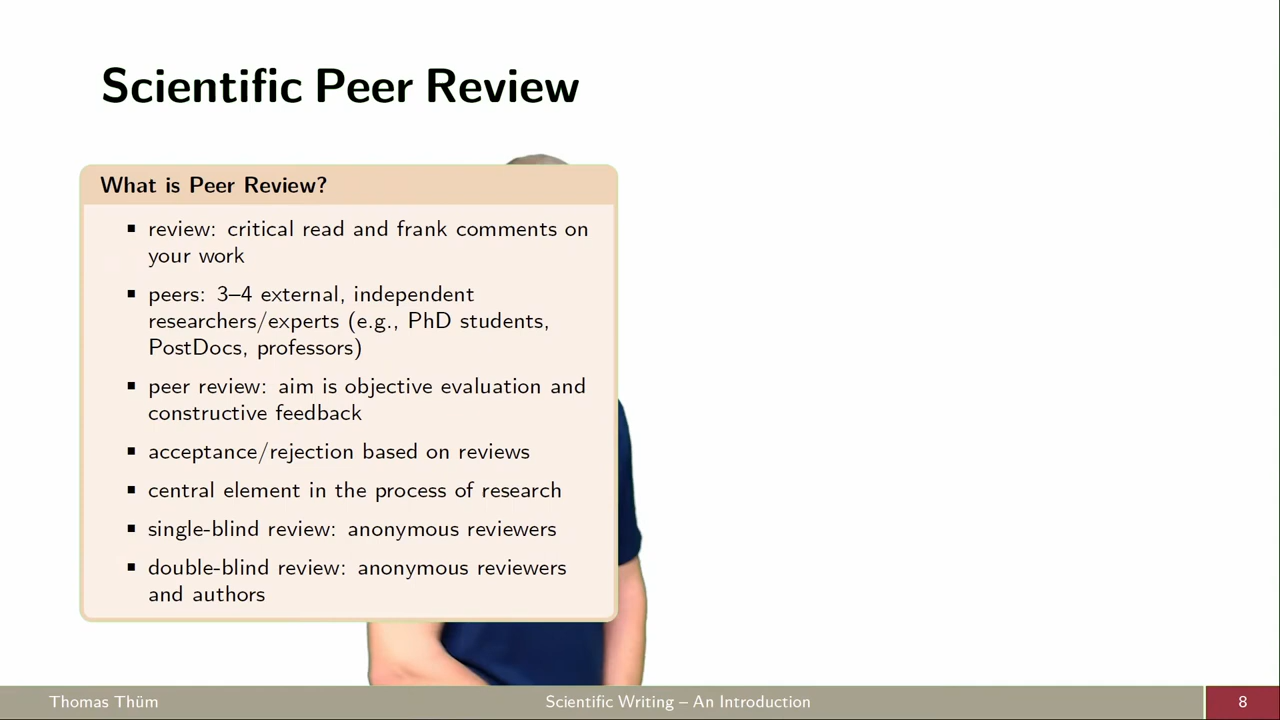 Scientific Peer Review
What is Peer Review?
▪ review: critical read and frank comments on
your work
▪ peers: 3–4 external, independent
researchers/experts (e.g., PhD students,
PostDocs, professors)
▪ peer review: aim is objective evaluation and
constructive feedback
▪ acceptance/rejection based on reviews
▪ central element in the process of research
▪ single-blind review: anonymous reviewers
▪ double-blind review: anonymous reviewers
and authors
Thomas Thüm
Scientific Writing – An Introduction
8